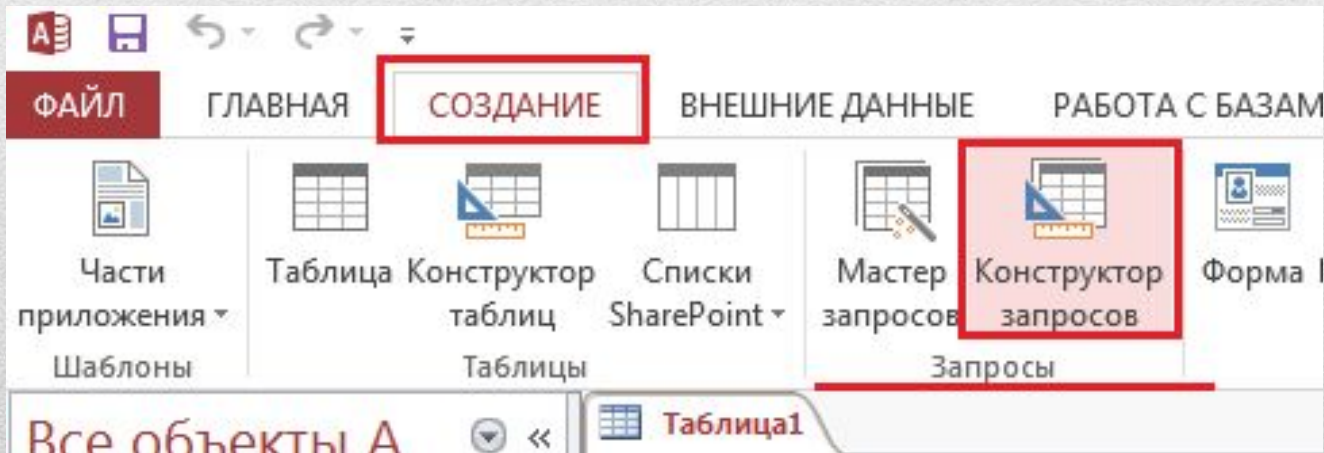 ФАЙЛ ГЛАВНАЯ СОЗДАНИЕ ВНЕШНИЕ ДАННЫЕ РАБОТА С БАЗАМ
Части приложения
Таблица
Конструктор таблиц
Списки SharePoint
Мастер запросов
Конструктор запросов
Форма
Шаблоны Таблицы Запросы
Все объекты A
Таблица1